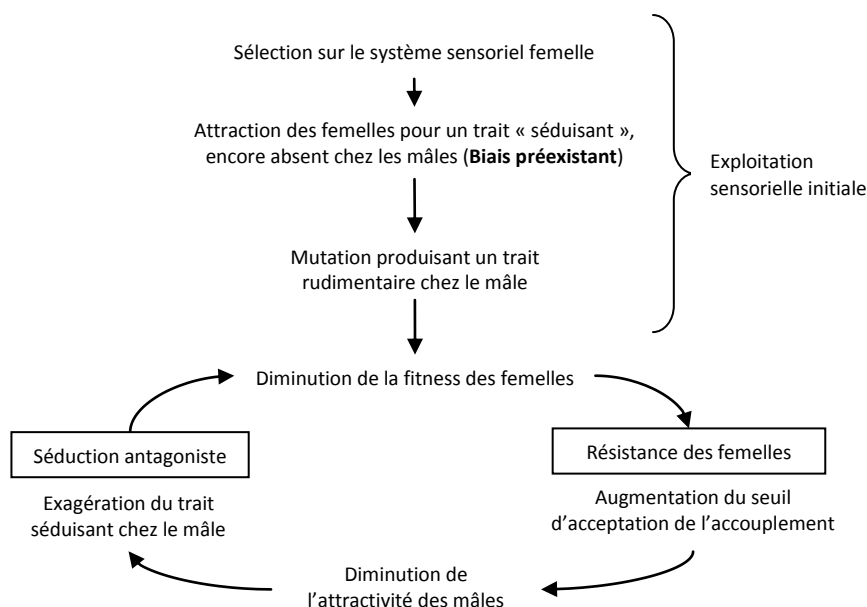 Sélection sur le système sensoriel femelle
Attraction des femelles pour un trait « séduisant »,
encore absent chez les mâles (Biais préexistant)
Exploitation
sensorielle initiale
Mutation produisant un trait
rudimentaire chez le mâle
Diminution de la fitness des femelles
Séduction antagoniste
Résistance des femelles
Exagération du trait
séduisant chez le mâle
Augmentation du seuil
d’acceptation de l’accouplement
Diminution de
l’attractivité des mâles